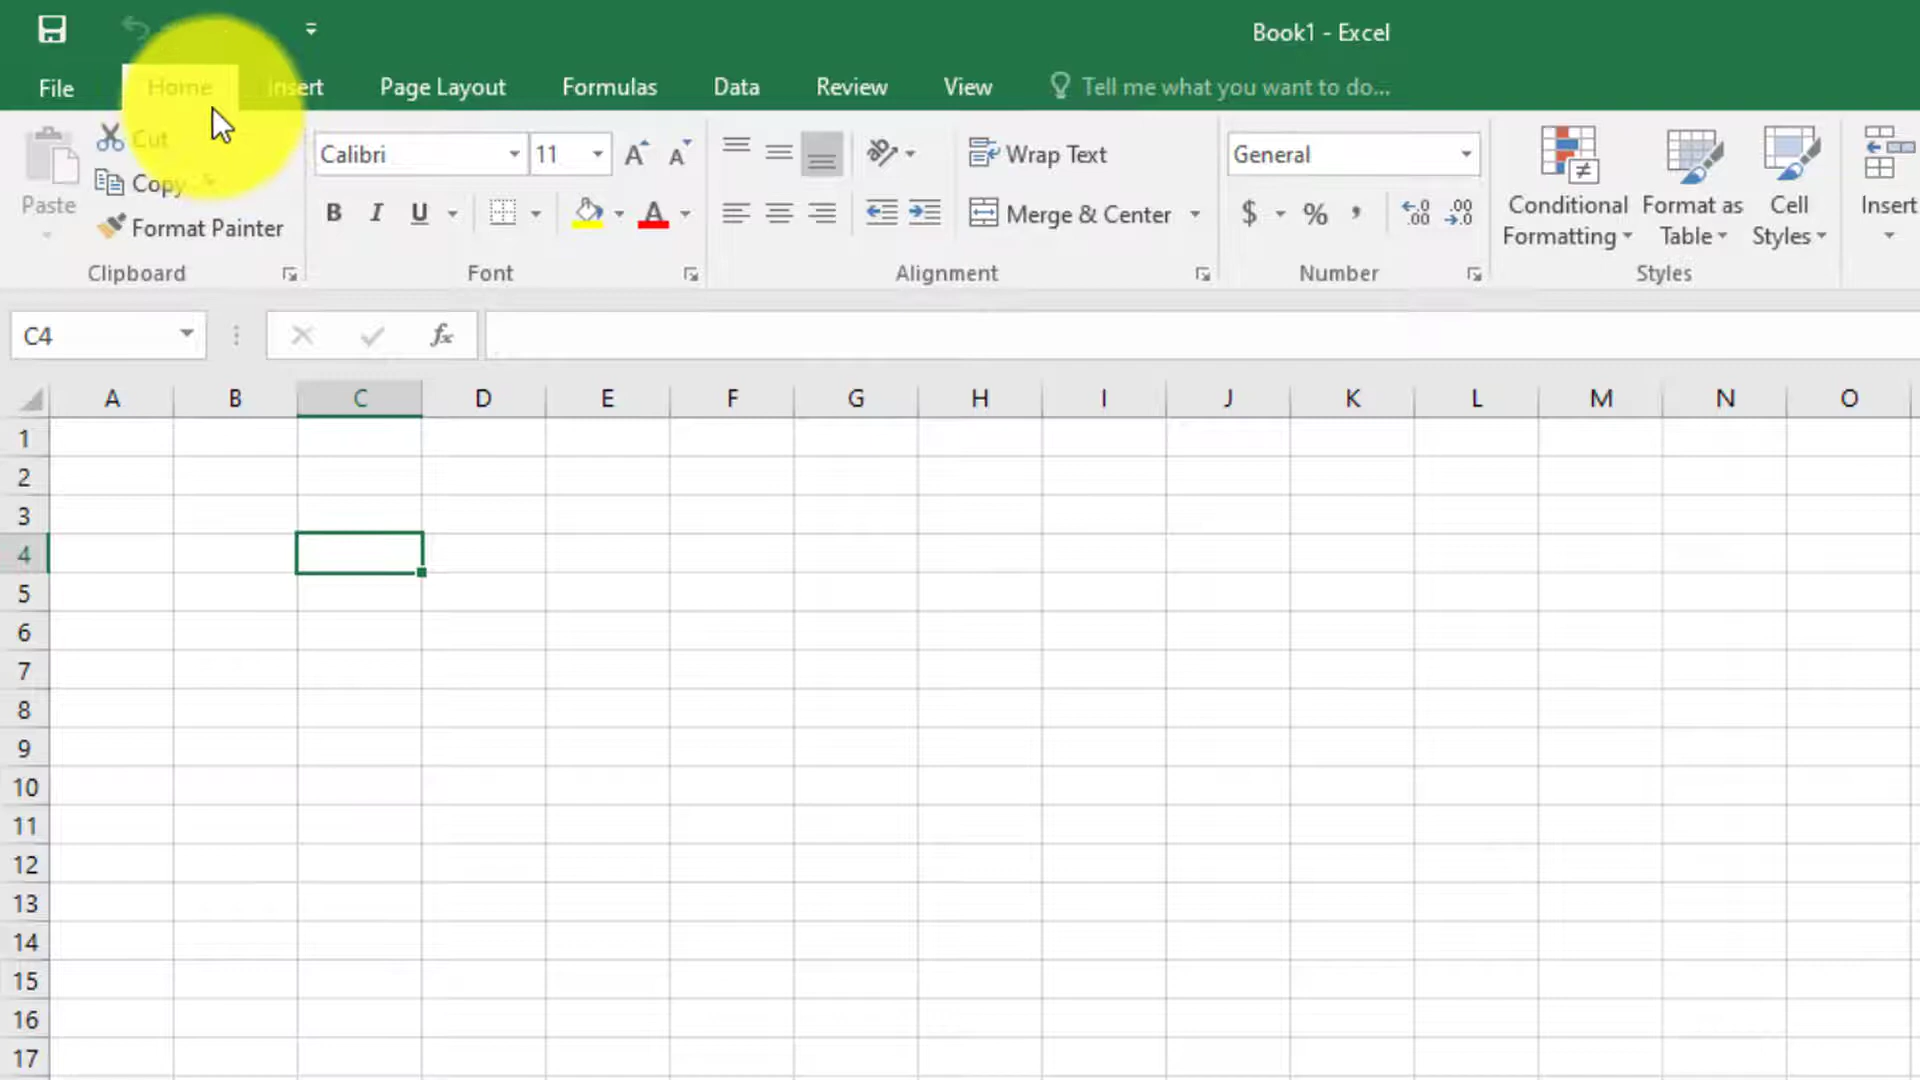 Book1 - Excel
File Home Insert Page Layout Formulas Data Review View Tell me what you want to do...
Paste
Cut
Copy
Format Painter
Clipboard
Calibri 11
B I U A
Font
Wrap Text
Merge & Center
Alignment
General
$ % , .00 .0
Number
Conditional Formatting
Format as Table
Cell Styles
Styles
Insert
C4 fx
A B C D E F G H I J K L M N O
1
2
3
4
5
6
7
8
9
10
11
12
13
14
15
16
17